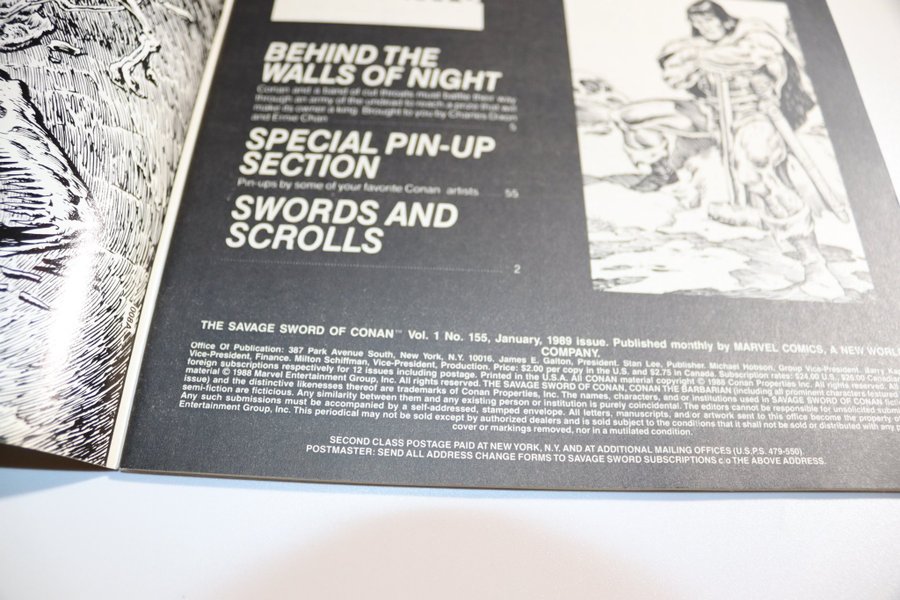 BEHIND THE
WALLS OF NIGHT
Conan and a band of cut throats must battle their way
through an army of the undead to reach a prize that will
make its owner a king. Brought to you by Charles Dixon
and Ernie Chan 5
SPECIAL PIN-UP
SECTION
Pin-ups by some of your favorite Conan artists 55
SWORDS AND
SCROLLS
2
THE SAVAGE SWORD OF CONAN™ Vol. 1 No. 155, January, 1989 issue. Published monthly by MARVEL COMICS, A NEW WORLD
COMPANY.
Office Of Publication: 387 Park Avenue South, New York, N.Y. 10016. James E. Galton, President. Stan Lee, Publisher. Michael Hobson, Group Vice-President.
Vice-President, Finance. Milton Schiffman, Vice-President, Production. Price: $2.00 per copy in the U.S. and $2.75 in Canada. Subscription rates: $24.00 U.S., $36.00 Canadian
foreign subscriptions respectively for 12 issues including postage. Printed in the U.S.A. All CONAN material copyright © 1988 Conan Properties, Inc. All rights reserved.
material © 1988 Marvel Entertainment Group, Inc. All rights reserved. THE SAVAGE SWORD OF CONAN, CONAN THE BARBARIAN (including all prominent characters featured
issue) and the distinctive likenesses thereof are trademarks of Conan Properties, Inc. The names, characters, and/or institutions used in SAVAGE SWORD OF CONAN
semi-fiction are fictitious. Any similarity between them and any existing person or institution is purely coincidental. The editors cannot be responsible for unsolicited
Any such submissions must be accompanied by a self-addressed, stamped envelope. All letters, manuscripts, and/or artwork sent to this office become the property
Entertainment Group, Inc. This periodical may not be sold except by authorized dealers and is sold subject to the conditions that it shall not be sold or distributed with any
cover or markings removed, nor in a mutilated condition.
SECOND CLASS POSTAGE PAID AT NEW YORK, N.Y. AND AT ADDITIONAL MAILING OFFICES (U.S.P.S. 479-550).
POSTMASTER: SEND ALL ADDRESS CHANGE FORMS TO SAVAGE SWORD SUBSCRIPTIONS c.o THE ABOVE ADDRESS.